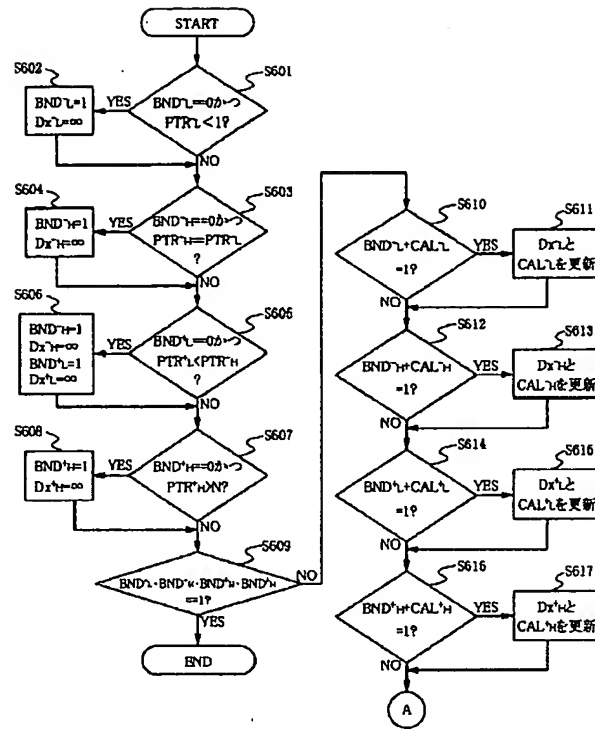 START
S601
BND⁻L==0かつ
PTR⁻L<1?
YES
NO
S602
BND⁻L=1
Dx⁻L=∞
S603
BND⁻H==0かつ
PTR⁻H==PTR⁻L
?
YES
NO
S604
BND⁻H=1
Dx⁻H=∞
S605
BND⁺L==0かつ
PTR⁺L<PTR⁻H
?
YES
NO
S606
BND⁻H=1
Dx⁻H=∞
BND⁺L=1
Dx⁺L=∞
S607
BND⁺H==0かつ
PTR⁺H>N?
YES
NO
S608
BND⁺H=1
Dx⁺H=∞
S609
BND⁻L・BND⁻H・BND⁺H・BND⁺H
==1?
NO
YES
END
S610
BND⁻L+CAL⁻L
=1?
YES
NO
S611
Dx⁻Lと
CAL⁻Lを更新
S612
BND⁻H+CAL⁻H
=1?
YES
NO
S613
Dx⁻Hと
CAL⁻Hを更新
S614
BND⁺L+CAL⁺L
=1?
YES
NO
S615
Dx⁺Lと
CAL⁺Lを更新
S616
BND⁺H+CAL⁺H
=1?
YES
NO
S617
Dx⁺Hと
CAL⁺Hを更新
A